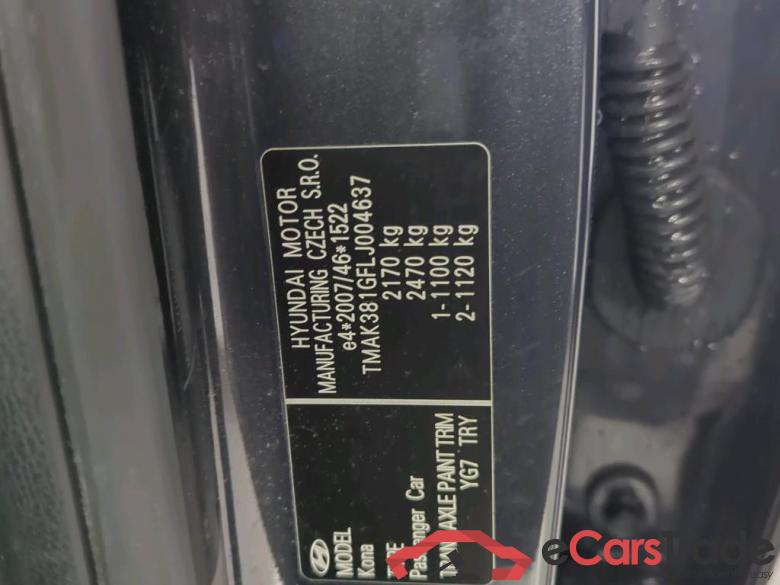 HYUNDAI MOTOR
MANUFACTURING CZECH S.R.O.
e4*2007/46*1522
TMAK381GFLJ004637
2170 kg
2470 kg
1-1100 kg
2-1120 kg
MODEL
Kona
Passenger Car
AXLE PAINT TRIM
YG7 TRY
eCarsTrade